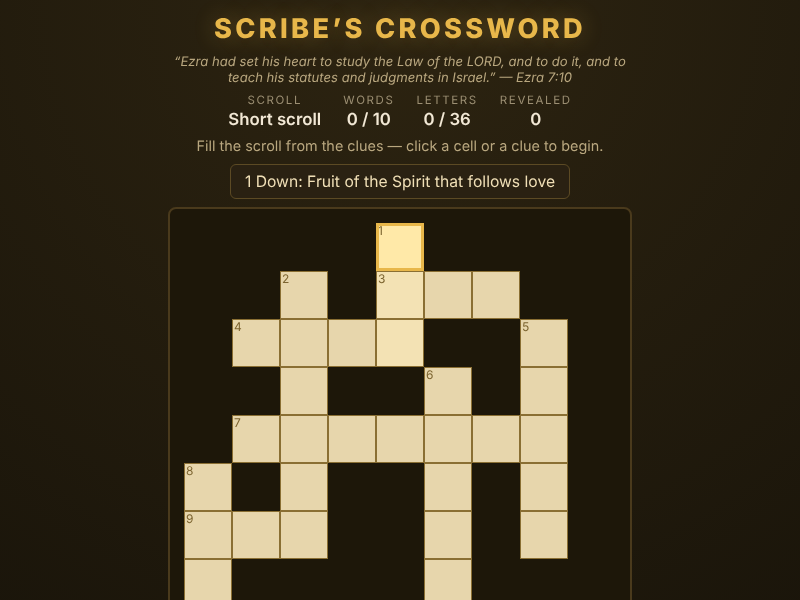 SCRIBE’S CROSSWORD
“Ezra had set his heart to study the Law of the LORD, and to do it, and to
teach his statutes and judgments in Israel.” — Ezra 7:10
SCROLL WORDS LETTERS REVEALED
Short scroll 0 / 10 0 / 36 0
Fill the scroll from the clues — click a cell or a clue to begin.
1 Down: Fruit of the Spirit that follows love
1
2 3
4 5
6
7
8
9